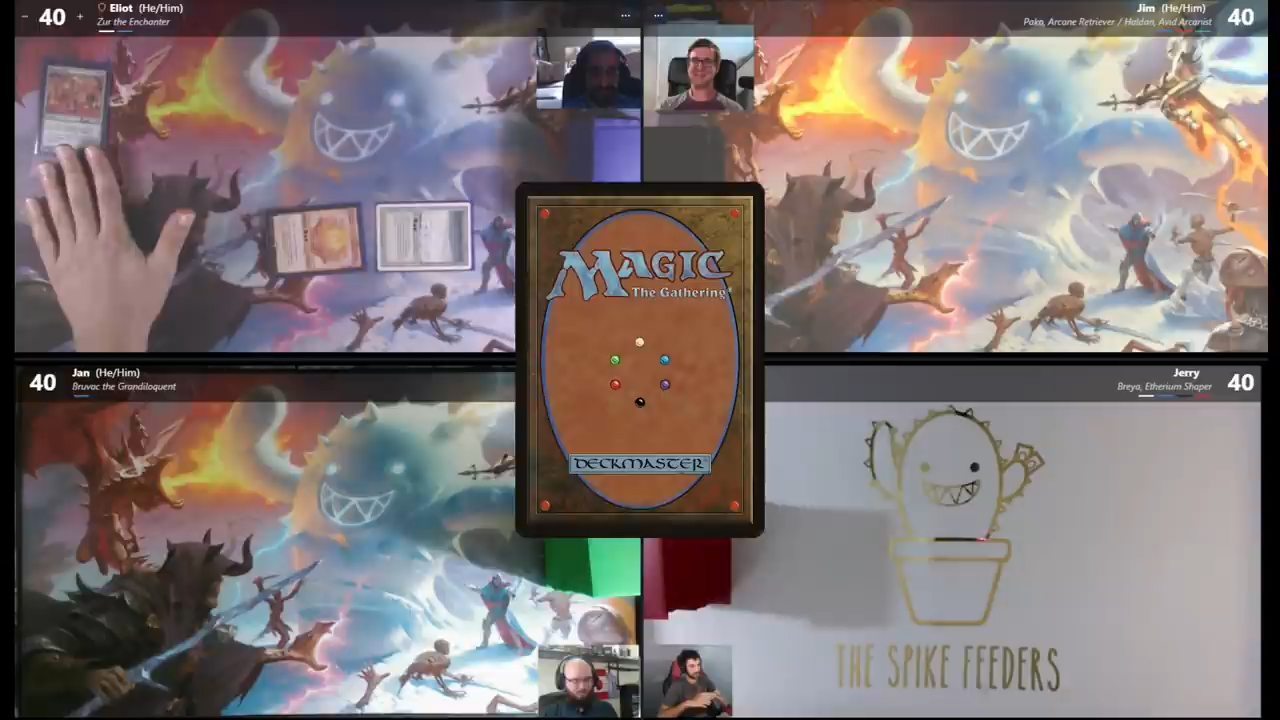 − 40 +
Eliot (He/Him)
Zur the Enchanter
Jim (He/Him)
Pako, Arcane Retriever / Haldan, Avid Arcanist
40
MAGIC
The Gathering
DECKMASTER
40
Jan (He/Him)
Bruvac the Grandiloquent
Jerry
Breya, Etherium Shaper
40
THE SPIKE FEEDERS